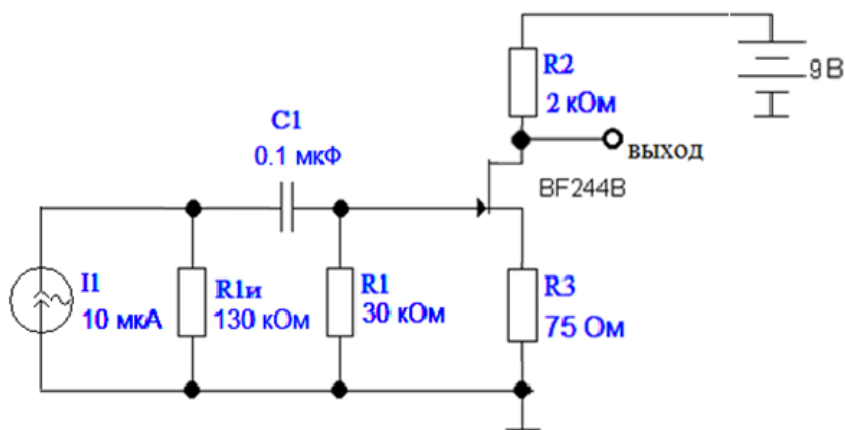 R2
2 кОм
9В
выход
BF244B
C1
0.1 мкФ
I1
10 мкА
R1и
130 кОм
R1
30 кОм
R3
75 Ом